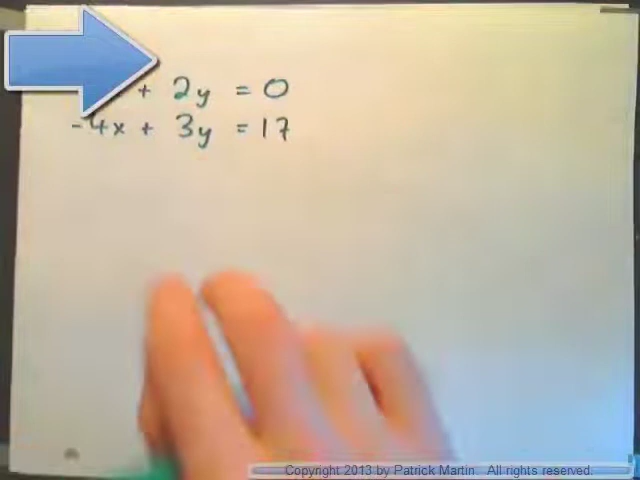 + 2y = 0
-4x + 3y = 17
Copyright 2013 by Patrick Martin. All rights reserved.